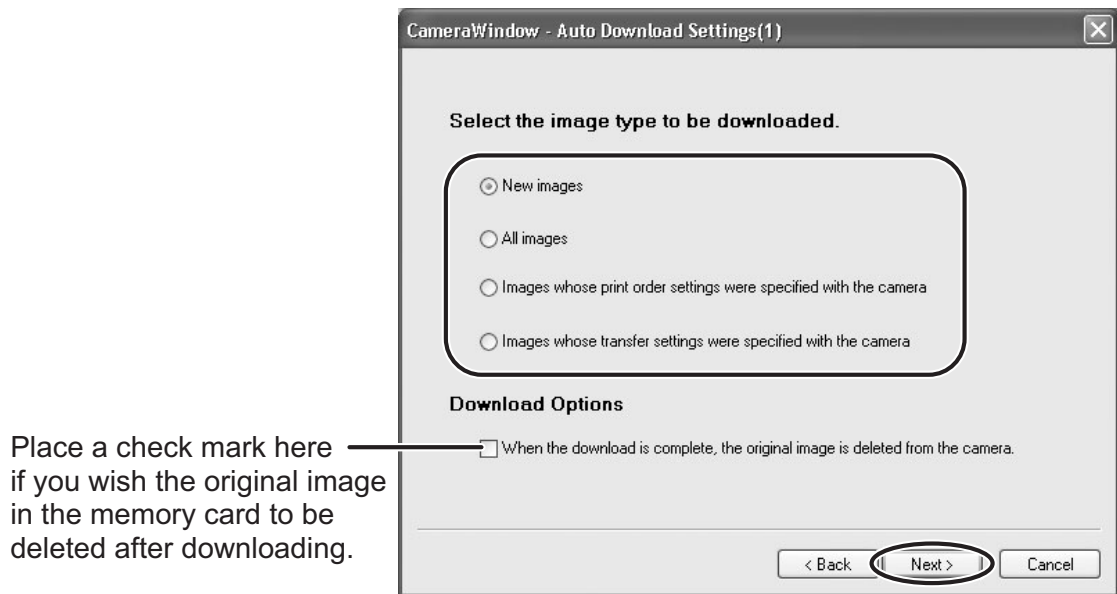 CameraWindow - Auto Download Settings(1)
Select the image type to be downloaded.
New images
All images
Images whose print order settings were specified with the camera
Images whose transfer settings were specified with the camera
Download Options
When the download is complete, the original image is deleted from the camera.
Place a check mark here
if you wish the original image
in the memory card to be
deleted after downloading.
< Back Next > Cancel